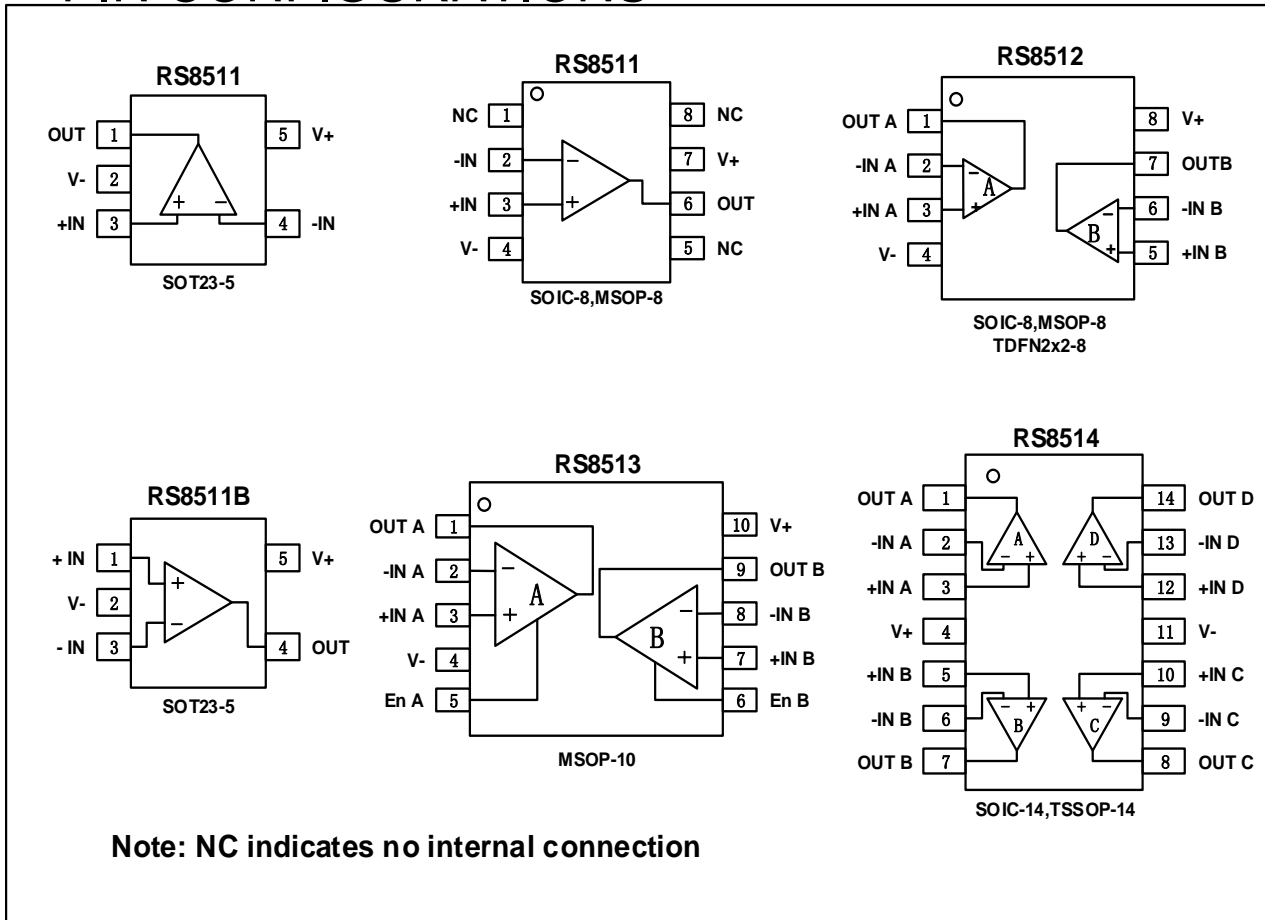 PIN CONFIGURATIONS
RS8511
OUT 1
5 V+
V- 2
+IN 3
4 -IN
+ −
SOT23-5
RS8511
NC 1
8 NC
-IN 2
7 V+
+IN 3
6 OUT
V- 4
5 NC
−
+
SOIC-8,MSOP-8
RS8512
OUT A 1
8 V+
-IN A 2
7 OUTB
+IN A 3
6 -IN B
V- 4
5 +IN B
− A +
− B +
SOIC-8,MSOP-8
TDFN2x2-8
RS8511B
+ IN 1
5 V+
V- 2
- IN 3
4 OUT
+
−
SOT23-5
RS8513
OUT A 1
10 V+
-IN A 2
9 OUT B
+IN A 3
8 -IN B
V- 4
7 +IN B
En A 5
6 En B
− A +
− B +
MSOP-10
RS8514
OUT A 1
14 OUT D
-IN A 2
13 -IN D
+IN A 3
12 +IN D
V+ 4
11 V-
+IN B 5
10 +IN C
-IN B 6
9 -IN C
OUT B 7
8 OUT C
A − +
D + −
− + B
+ − C
SOIC-14,TSSOP-14
Note: NC indicates no internal connection